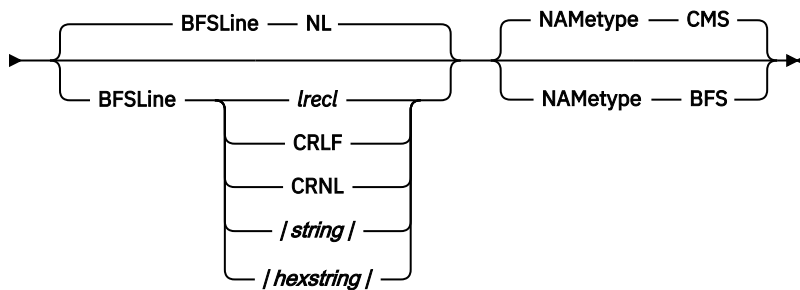 BFSLine NL NAMetype CMS
BFSLine lrecl NAMetype BFS
CRLF
CRNL
/ string /
/ hexstring /